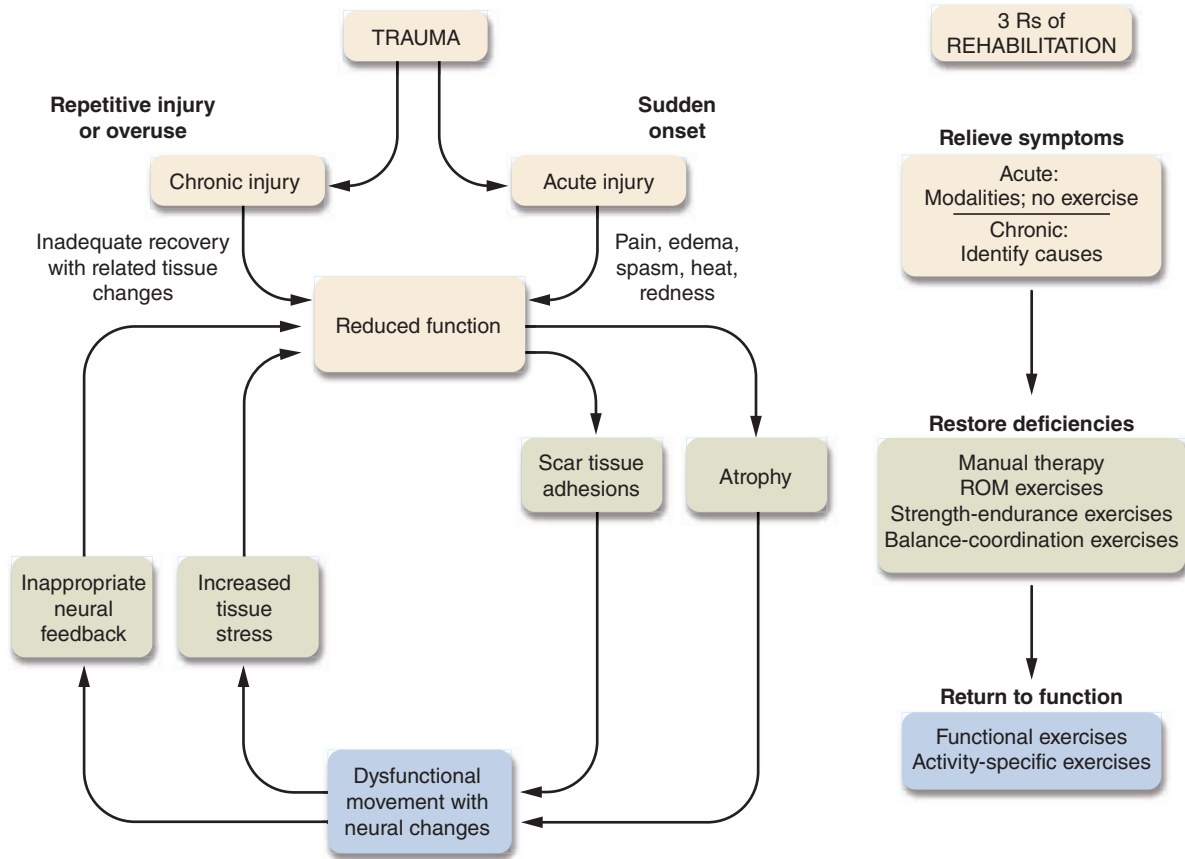 TRAUMA
Repetitive injury
or overuse
Sudden
onset
Chronic injury
Acute injury
Inadequate recovery
with related tissue
changes
Pain, edema,
spasm, heat,
redness
Reduced function
Scar tissue
adhesions
Atrophy
Inappropriate
neural
feedback
Increased
tissue
stress
Dysfunctional
movement with
neural changes
3 Rs of
REHABILITATION
Relieve symptoms
Acute:
Modalities; no exercise
Chronic:
Identify causes
Restore deficiencies
Manual therapy
ROM exercises
Strength-endurance exercises
Balance-coordination exercises
Return to function
Functional exercises
Activity-specific exercises